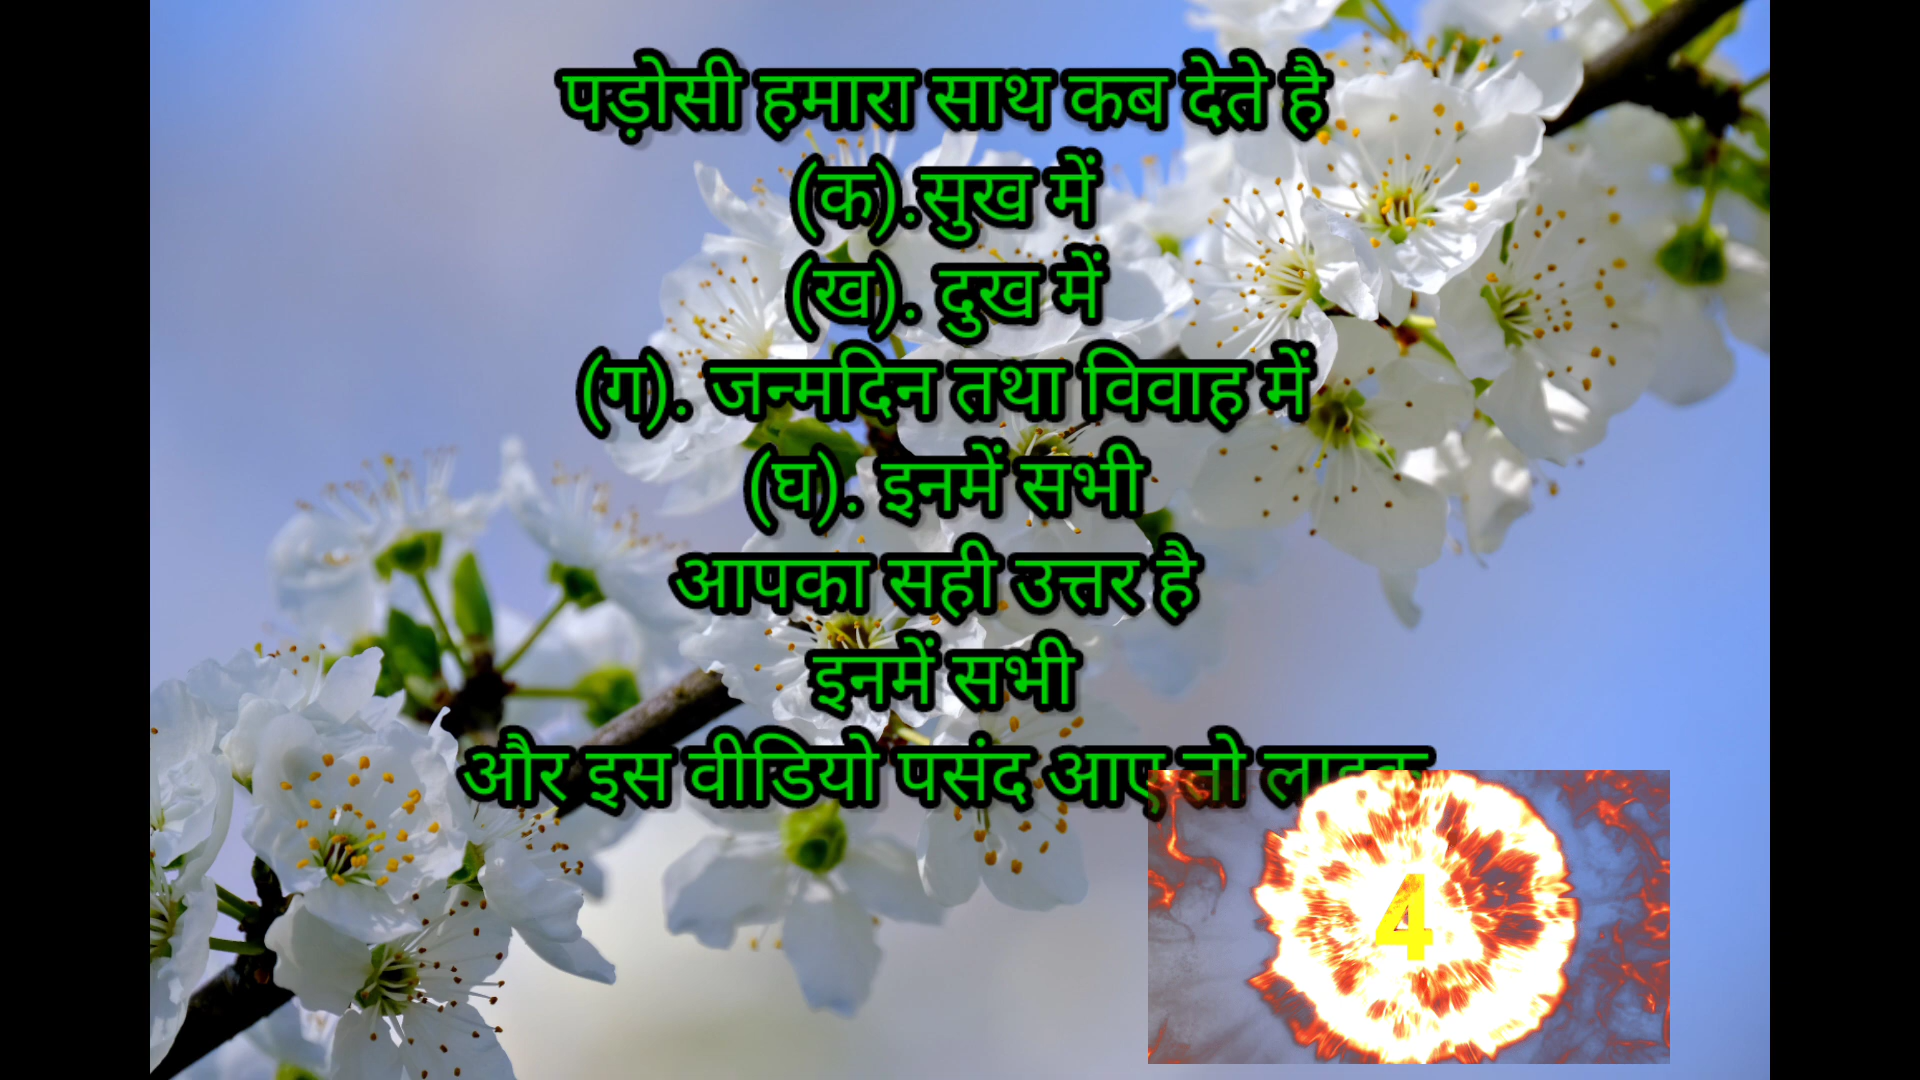 पड़ोसी हमारा साथ कब देते है
(क).सुख में
(ख). दुख में
(ग). जन्मदिन तथा विवाह में
(घ). इनमें सभी
आपका सही उत्तर है
इनमें सभी
और इस वीडियो पसंद आए तो
4